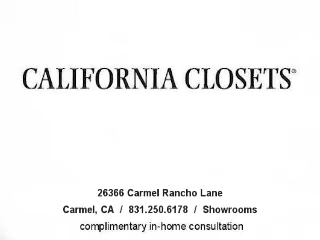 CALIFORNIA CLOSETS®
26366 Carmel Rancho Lane
Carmel, CA / 831.250.6178 / Showrooms
complimentary in-home consultation